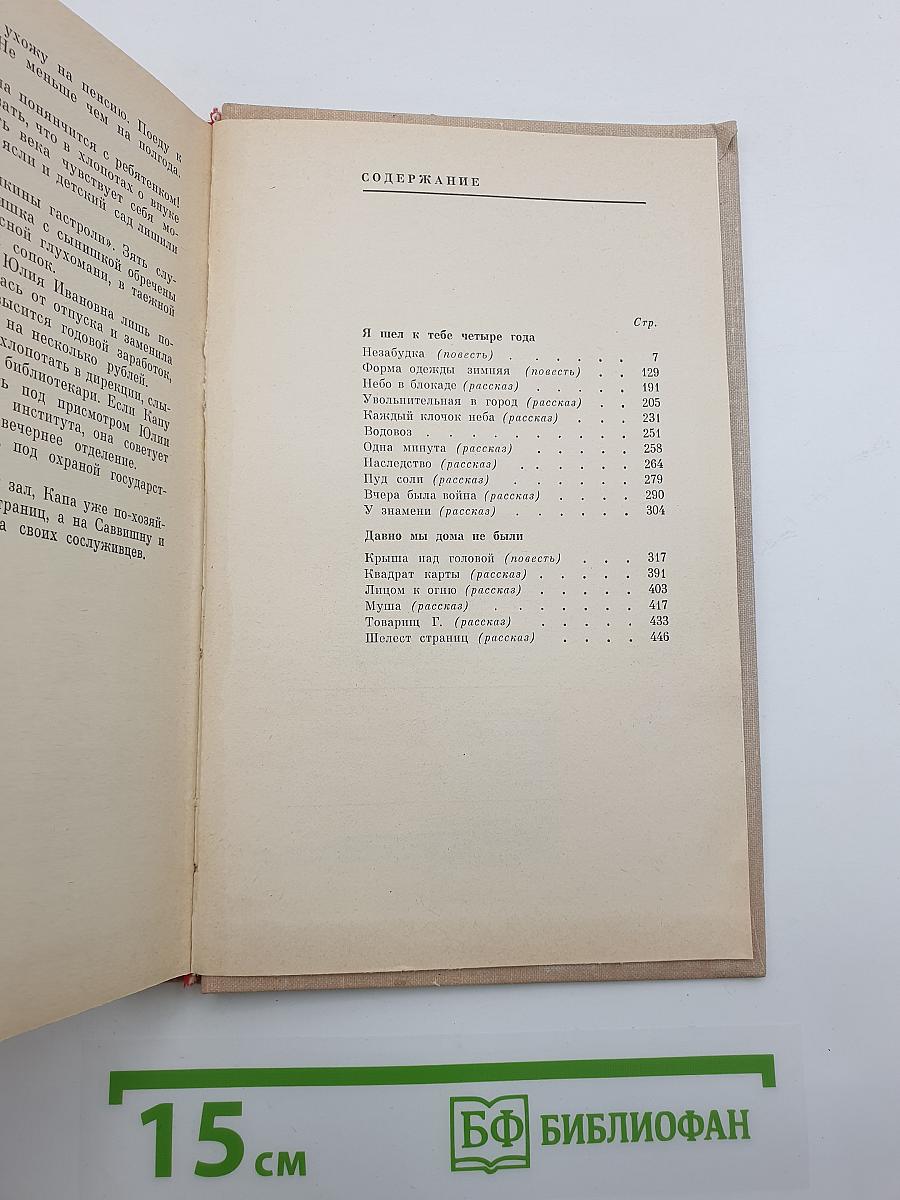 ухожу на пенсию. Поеду к
Не меньше чем на полгода.
понянчится с ребятенком!
что в хлопотах о внуке
века чувствует себя мо-
ясли и детский сад лишили
гастроли». Зять слу-
с сынишкой обречены
глухомани, в таежной
сопок.
Юлия Ивановна лишь по-
от отпуска и заменила
годовой заработок,
на несколько рублей.
хлопотать в дирекции, слы-
библиотекари. Если Капу
под присмотром Юлии
института, она советует
вечернее отделение.
под охраной государст-
зал, Капа уже по-хозяй-
а на Саввишну и
своих сослуживцев.
СОДЕРЖАНИЕ
Стр.
Я шел к тебе четыре года
Незабудка (повесть) . . . . . . 7
Форма одежды зимняя (повесть) . . 129
Небо в блокаде (рассказ) . . . . . 191
Увольнительная в город (рассказ) . . 205
Каждый клочок неба (рассказ) . . . 231
Водовоз . . . . . . . . . 251
Одна минута (рассказ) . . . . . 258
Наследство (рассказ) . . . . . 264
Пуд соли (рассказ) . . . . . . 279
Вчера была война (рассказ) . . . . 290
У знамени (рассказ) . . . . . . 304
Давно мы дома не были
Крыша над головой (повесть) . . . 317
Квадрат карты (рассказ) . . . . . 391
Лицом к огню (рассказ) . . . . . 403
Муша (рассказ) . . . . . . . 417
Товарищ Г. (рассказ) . . . . . 433
Шелест страниц (рассказ) . . . . 446
15 см
БФ БИБЛИОФАН